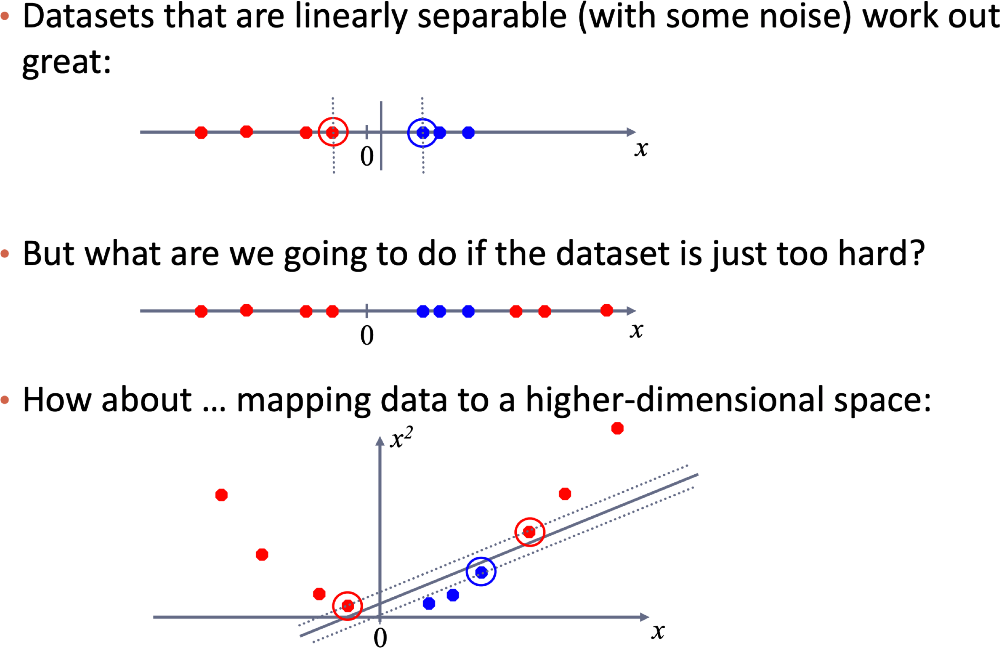 • Datasets that are linearly separable (with some noise) work out
great:
0
x
• But what are we going to do if the dataset is just too hard?
0
x
• How about ... mapping data to a higher-dimensional space:
x²
0
x